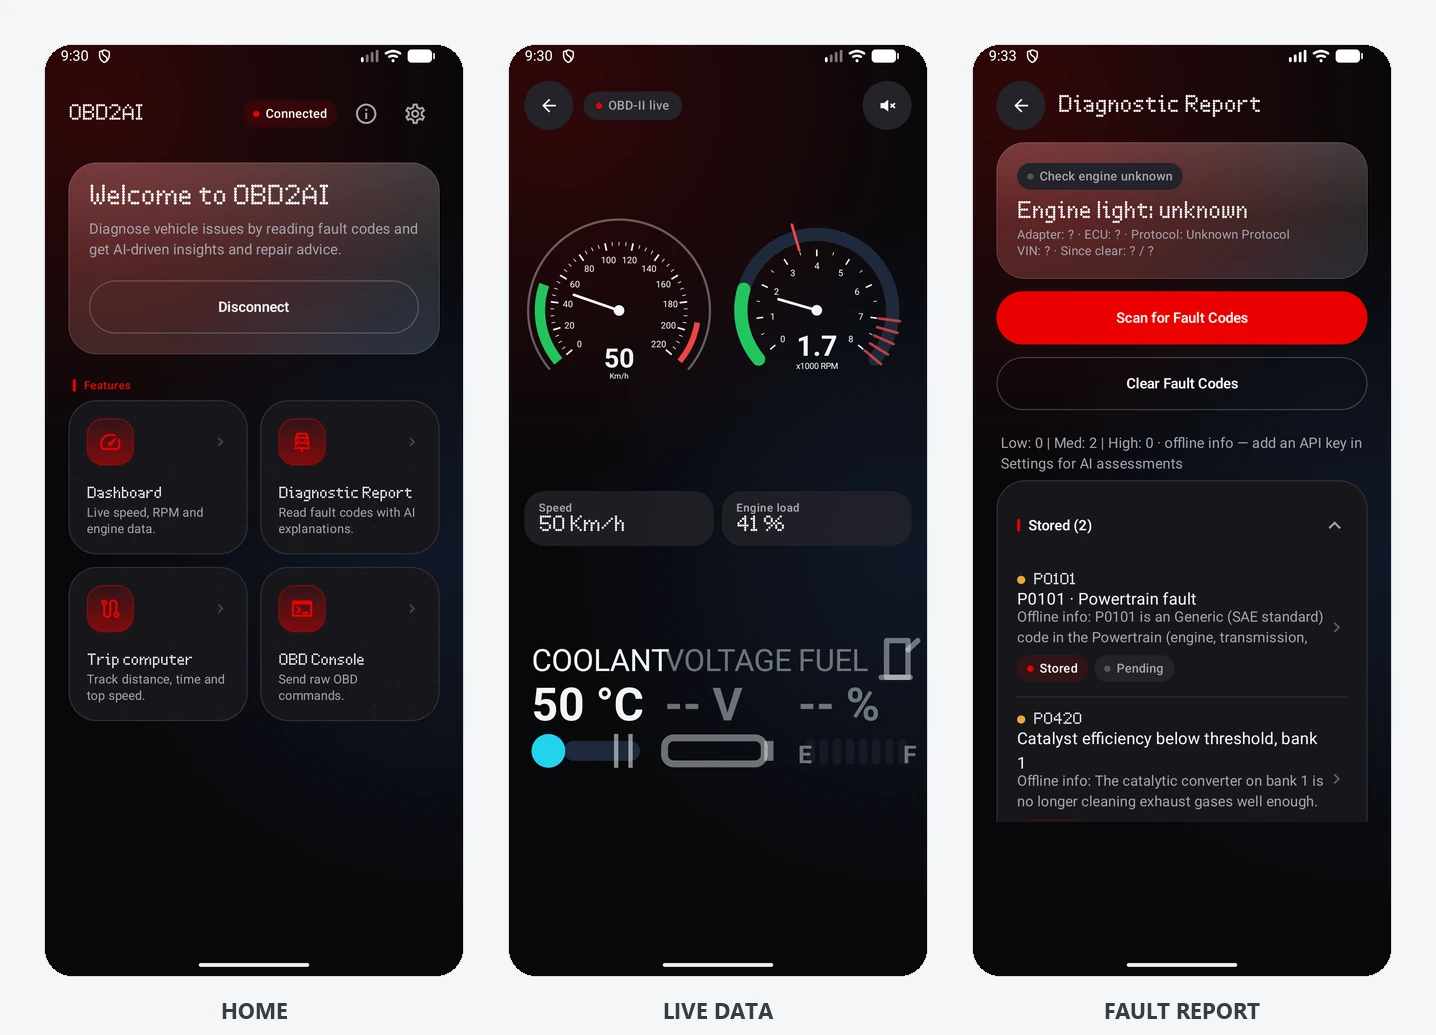 9:30
OBD2AI
Connected
Welcome to OBD2AI
Diagnose vehicle issues by reading fault codes and
get AI-driven insights and repair advice.
Disconnect
Features
Dashboard
Live speed, RPM and
engine data.
Diagnostic Report
Read fault codes with AI
explanations.
Trip computer
Track distance, time and
top speed.
OBD Console
Send raw OBD
commands.
HOME
9:30
OBD-II live
0
20
40
60
80
100
120
140
160
180
200
220
50
Km/h
0
1
2
3
4
5
6
7
8
1.7
x1000 RPM
Speed
50 Km/h
Engine load
41 %
COOLANT
50 °C
VOLTAGE
-- V
FUEL
-- %
E
F
LIVE DATA
9:33
Diagnostic Report
Check engine unknown
Engine light: unknown
Adapter: ? · ECU: ? · Protocol: Unknown Protocol
VIN: ? · Since clear: ? / ?
Scan for Fault Codes
Clear Fault Codes
Low: 0 | Med: 2 | High: 0 · offline info — add an API key in
Settings for AI assessments
Stored (2)
P0101
P0101 · Powertrain fault
Offline info: P0101 is an Generic (SAE standard)
code in the Powertrain (engine, transmission,
Stored
Pending
P0420
Catalyst efficiency below threshold, bank
1
Offline info: The catalytic converter on bank 1 is
no longer cleaning exhaust gases well enough.
FAULT REPORT